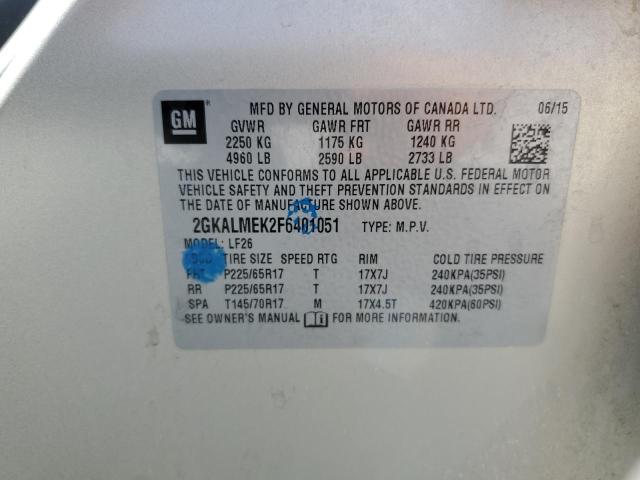 GM
MFD BY GENERAL MOTORS OF CANADA LTD. 06/15
GVWR GAWR FRT GAWR RR
2250 KG 1175 KG 1240 KG
4960 LB 2590 LB 2733 LB
THIS VEHICLE CONFORMS TO ALL APPLICABLE U.S. FEDERAL MOTOR
VEHICLE SAFETY AND THEFT PREVENTION STANDARDS IN EFFECT ON
THE DATE OF MANUFACTURE SHOWN ABOVE.
2GKALMEK2F6401051 TYPE: M.P.V.
MODEL: LF26
TIRE SIZE SPEED RTG RIM COLD TIRE PRESSURE
FRT P225/65R17 T 17X7J 240KPA(35PSI)
RR P225/65R17 T 17X7J 240KPA(35PSI)
SPA T145/70R17 M 17X4.5T 420KPA(60PSI)
SEE OWNER'S MANUAL FOR MORE INFORMATION.